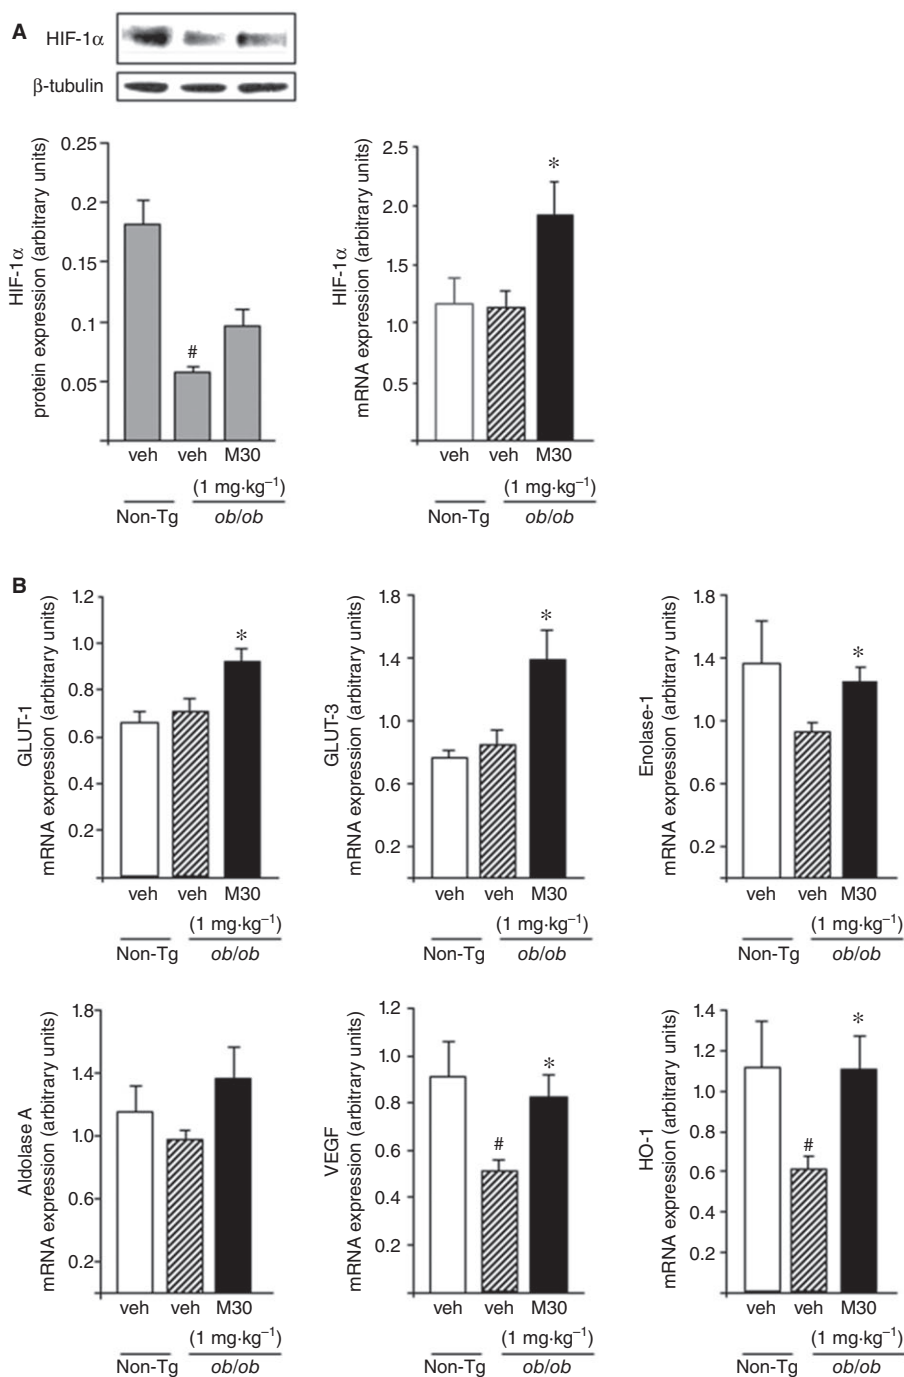 A
HIF-1α
β-tubulin
HIF-1α
protein expression (arbitrary units)
0.25
0.2
0.15
0.1
0.05
#
veh veh M30
(1 mg·kg⁻¹)
Non-Tg ob/ob
HIF-1α
mRNA expression (arbitrary units)
2.5
2.0
1.5
1.0
0.5
*
veh veh M30
(1 mg·kg⁻¹)
Non-Tg ob/ob
B
GLUT-1
mRNA expression (arbitrary units)
1.2
1.0
0.8
0.6
0.4
0.2
*
veh veh M30
(1 mg·kg⁻¹)
Non-Tg ob/ob
GLUT-3
mRNA expression (arbitrary units)
1.8
1.4
1.0
0.6
0.2
*
veh veh M30
(1 mg·kg⁻¹)
Non-Tg ob/ob
Enolase-1
mRNA expression (arbitrary units)
1.8
1.4
1.0
0.6
0.2
*
veh veh M30
(1 mg·kg⁻¹)
Non-Tg ob/ob
Aldolase A
mRNA expression (arbitrary units)
1.8
1.4
1.0
0.6
0.2
veh veh M30
(1 mg·kg⁻¹)
Non-Tg ob/ob
VEGF
mRNA expression (arbitrary units)
1.2
1.0
0.8
0.6
0.4
0.2
#
*
veh veh M30
(1 mg·kg⁻¹)
Non-Tg ob/ob
HO-1
mRNA expression (arbitrary units)
1.4
1.2
1.0
0.8
0.6
0.4
0.2
#
*
veh veh M30
(1 mg·kg⁻¹)
Non-Tg ob/ob